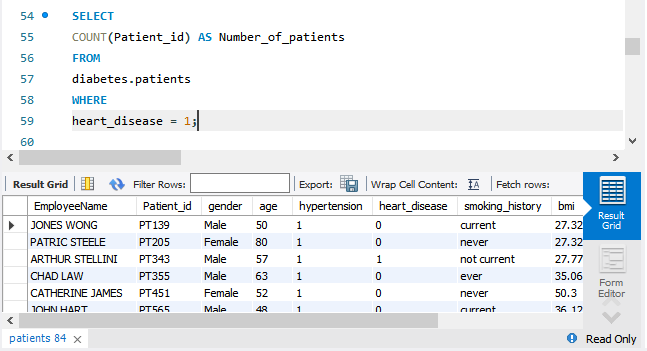 54 SELECT
55 COUNT(Patient_id) AS Number_of_patients
56 FROM
57 diabetes.patients
58 WHERE
59 heart_disease = 1;
60
Result Grid Filter Rows: Export: Wrap Cell Content: Fetch rows:
EmployeeName Patient_id gender age hypertension heart_disease smoking_history bmi
JONES WONG PT139 Male 50 1 0 current 27.32
PATRIC STEELE PT205 Female 80 1 0 never 27.32
ARTHUR STELLINI PT343 Male 57 1 1 not current 27.77
CHAD LAW PT355 Male 63 1 0 ever 35.06
CATHERINE JAMES PT451 Female 52 1 0 never 50.3
JOHN HART PT565 Male 48 1 0 current 36.12
Result
Grid
Form
Editor
patients 84 Read Only